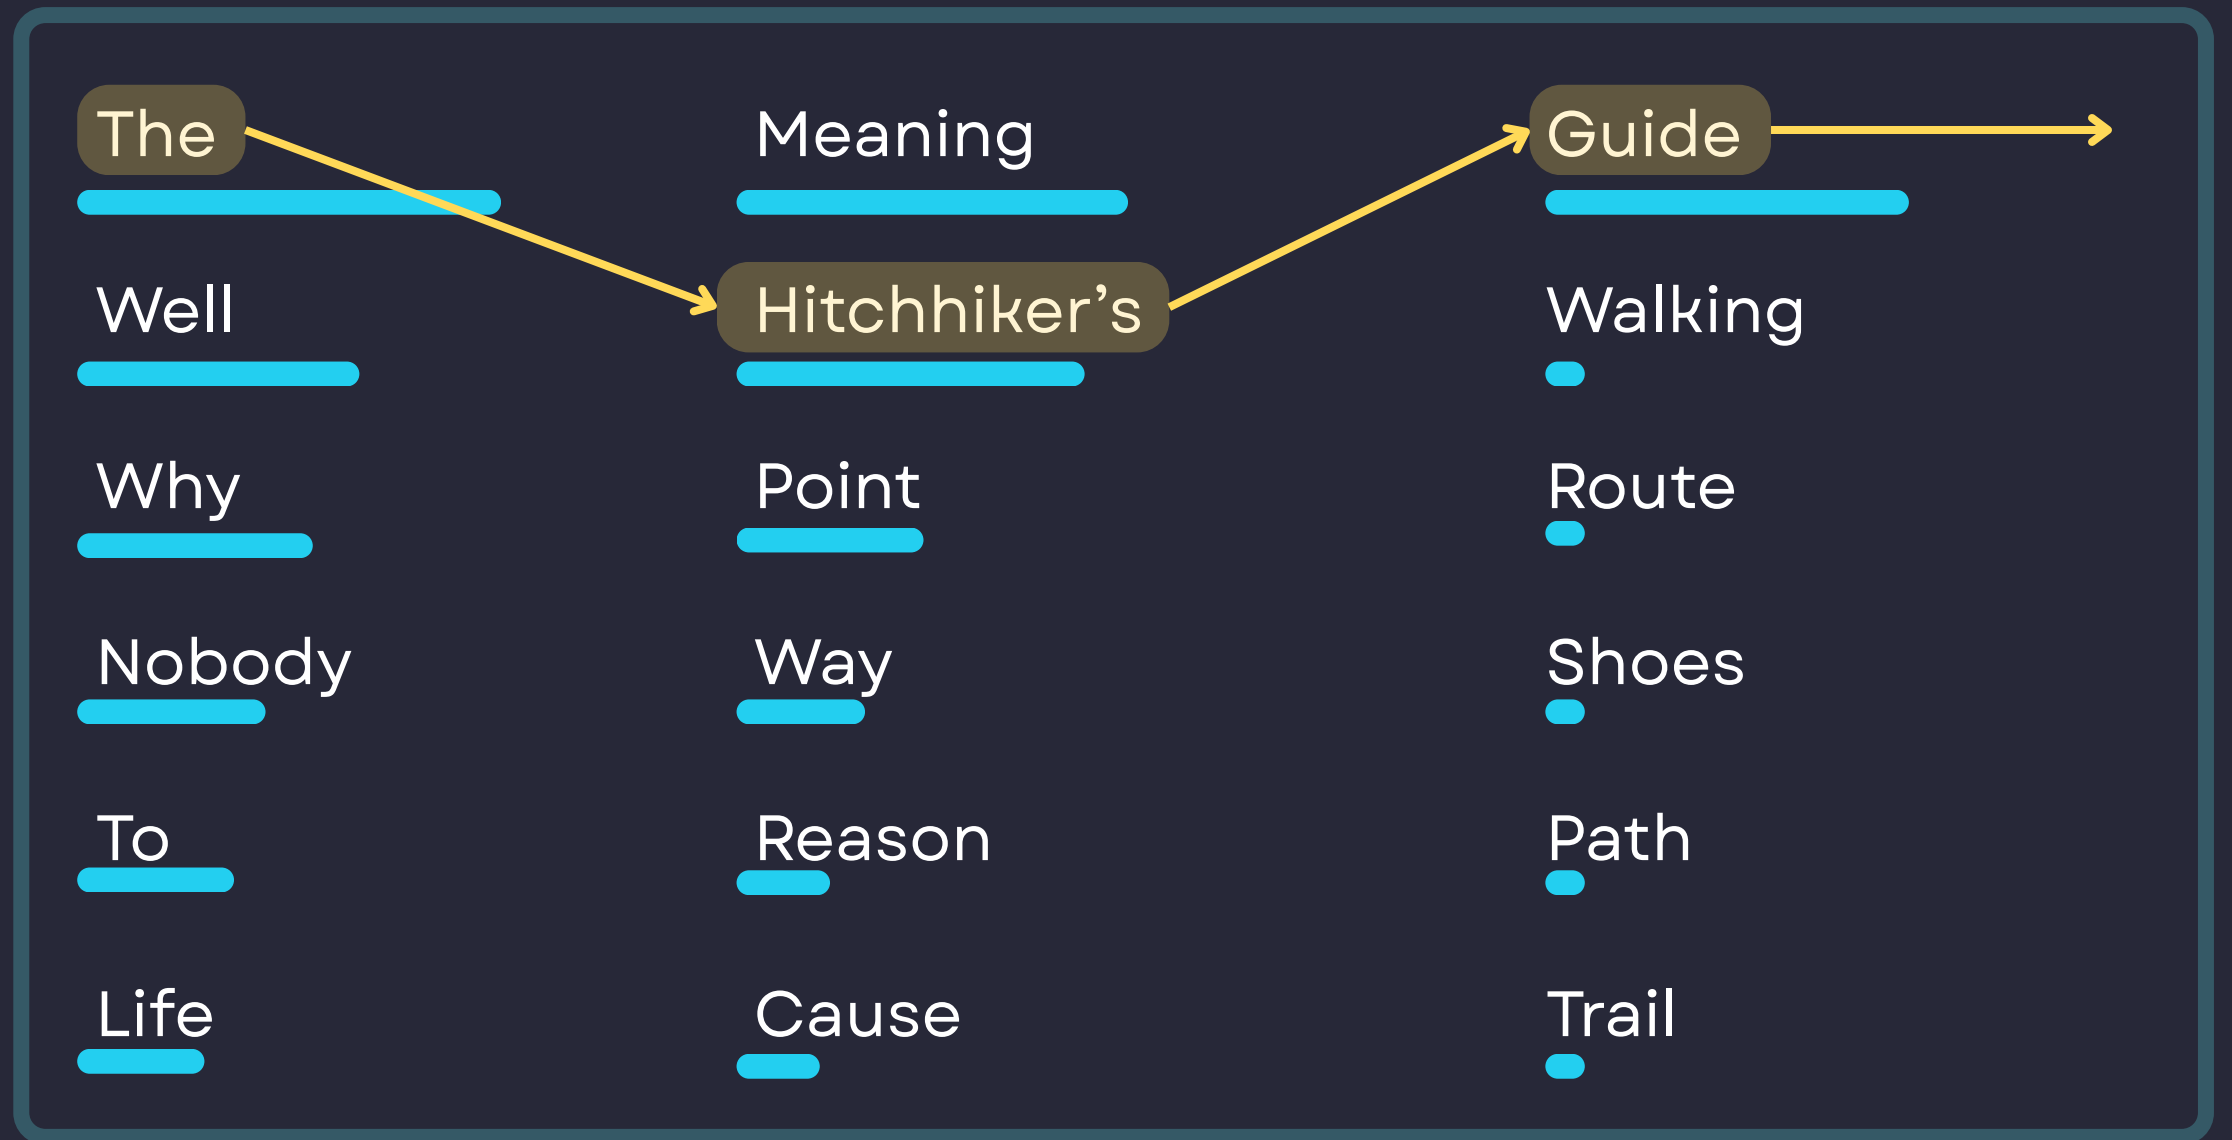 The Meaning Guide
Well Hitchhiker’s Walking
Why Point Route
Nobody Way Shoes
To Reason Path
Life Cause Trail